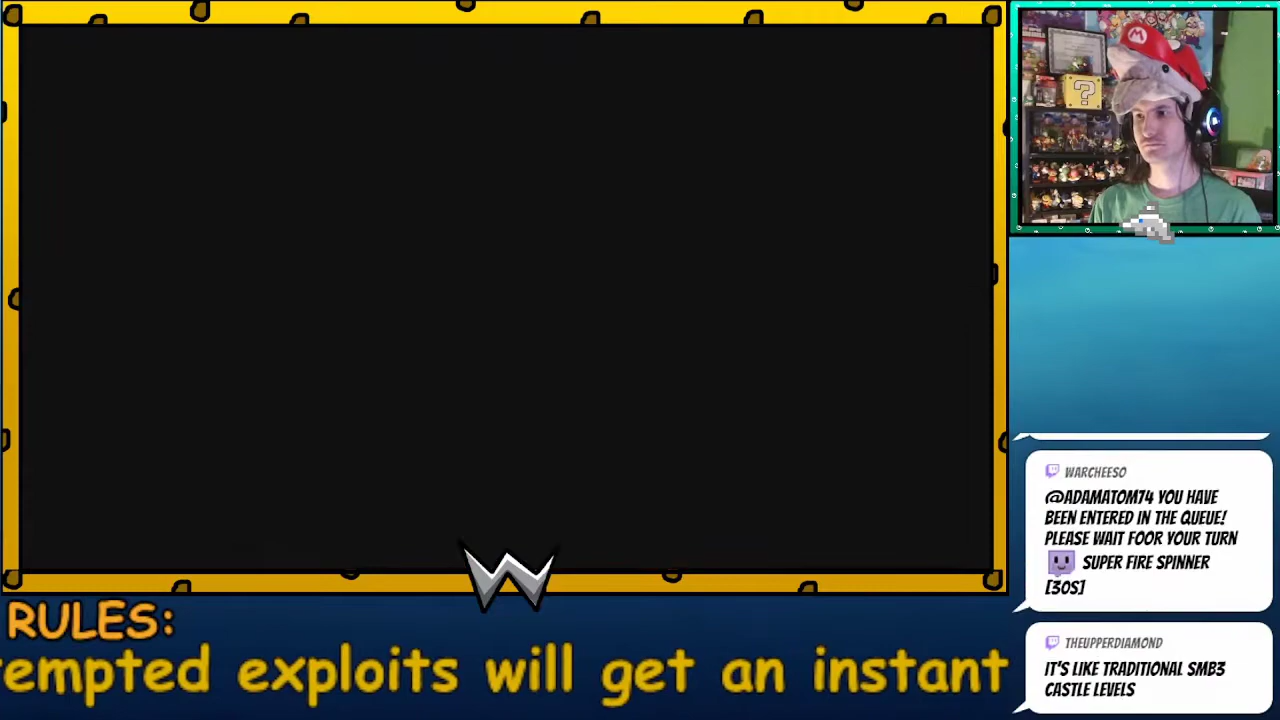 M
?
WARCHEESO
@ADAMATOM74 YOU HAVE
BEEN ENTERED IN THE QUEUE!
PLEASE WAIT FOOR YOUR TURN
SUPER FIRE SPINNER
[30S]
THEUPPERDIAMOND
IT'S LIKE TRADITIONAL SMB3
CASTLE LEVELS
W
RULES:
tempted exploits will get an instant